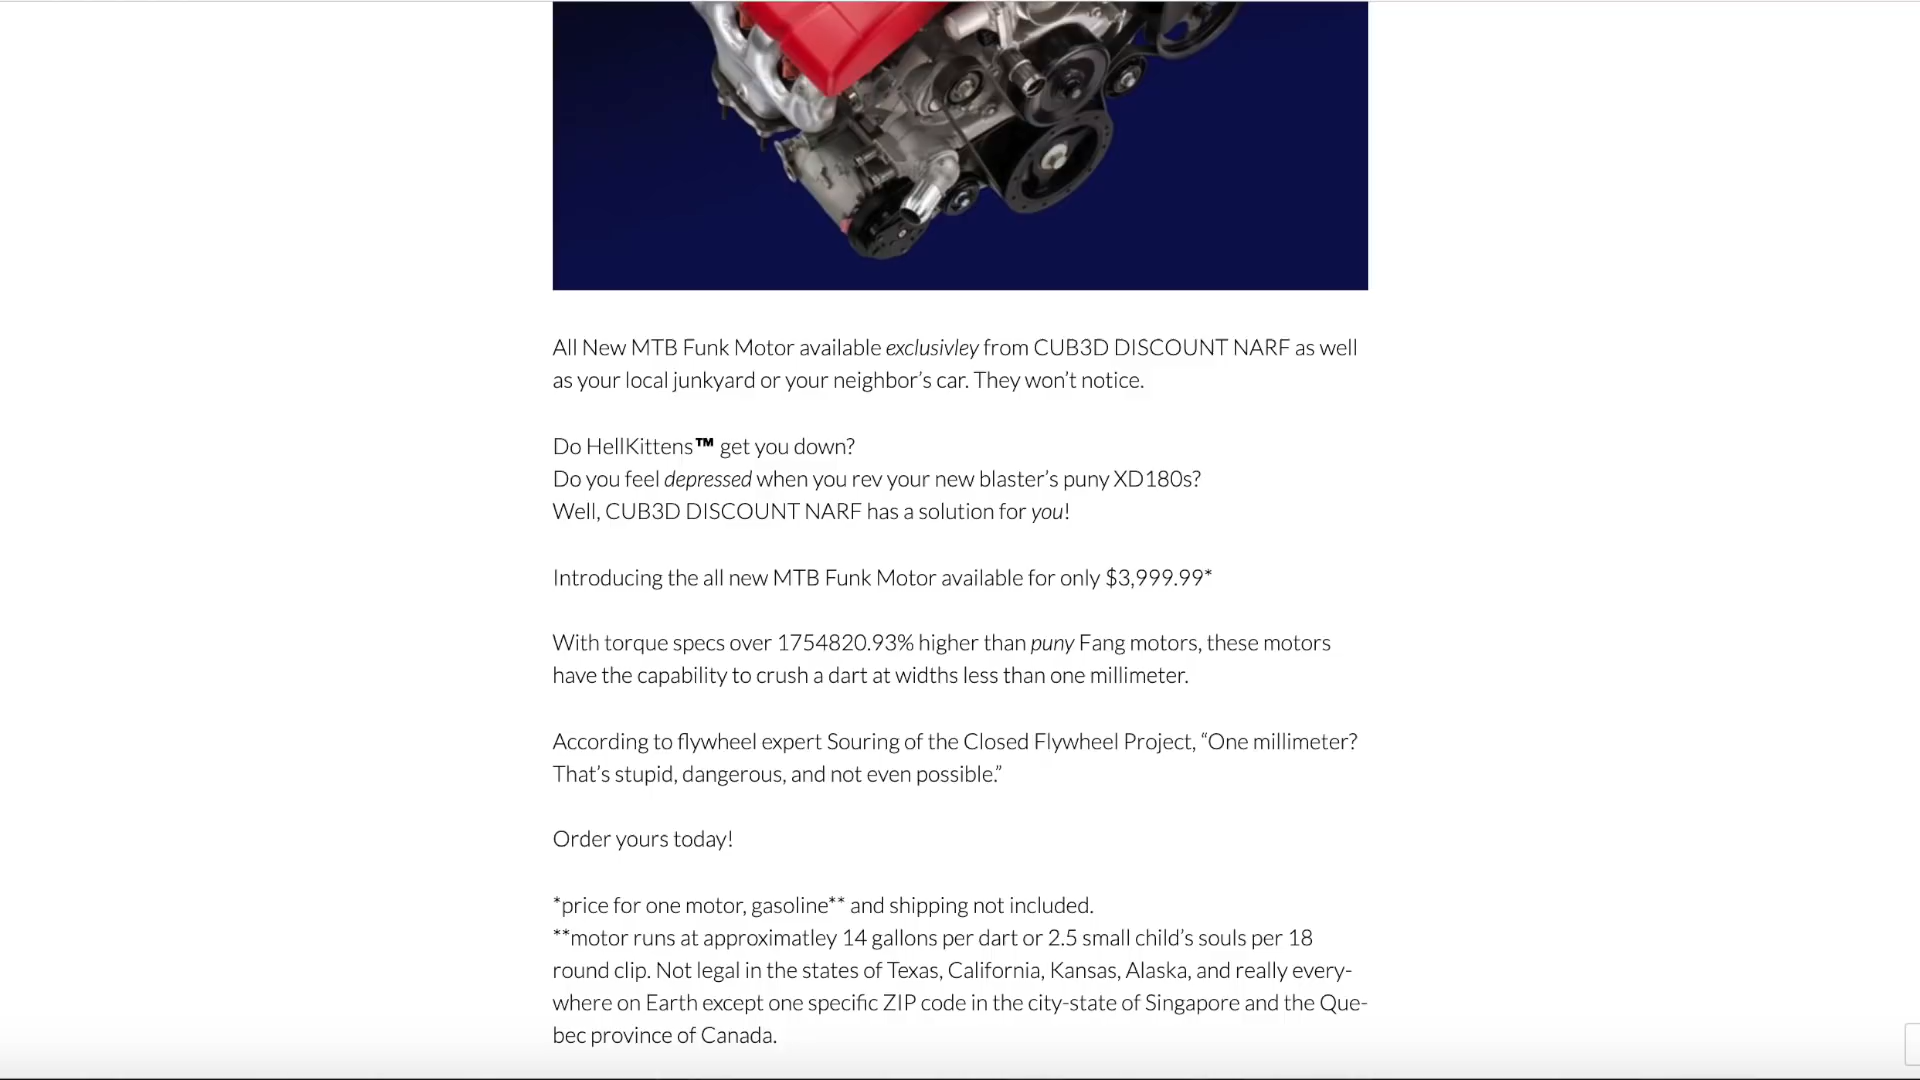 All New MTB Funk Motor available exclusivley from CUB3D DISCOUNT NARF as well
as your local junkyard or your neighbor’s car. They won’t notice.
Do HellKittens™ get you down?
Do you feel depressed when you rev your new blaster’s puny XD180s?
Well, CUB3D DISCOUNT NARF has a solution for you!
Introducing the all new MTB Funk Motor available for only $3,999.99*
With torque specs over 1754820.93% higher than puny Fang motors, these motors
have the capability to crush a dart at widths less than one millimeter.
According to flywheel expert Souring of the Closed Flywheel Project, “One millimeter?
That’s stupid, dangerous, and not even possible.”
Order yours today!
*price for one motor, gasoline** and shipping not included.
**motor runs at approximatley 14 gallons per dart or 2.5 small child’s souls per 18
round clip. Not legal in the states of Texas, California, Kansas, Alaska, and really every-
where on Earth except one specific ZIP code in the city-state of Singapore and the Que-
bec province of Canada.